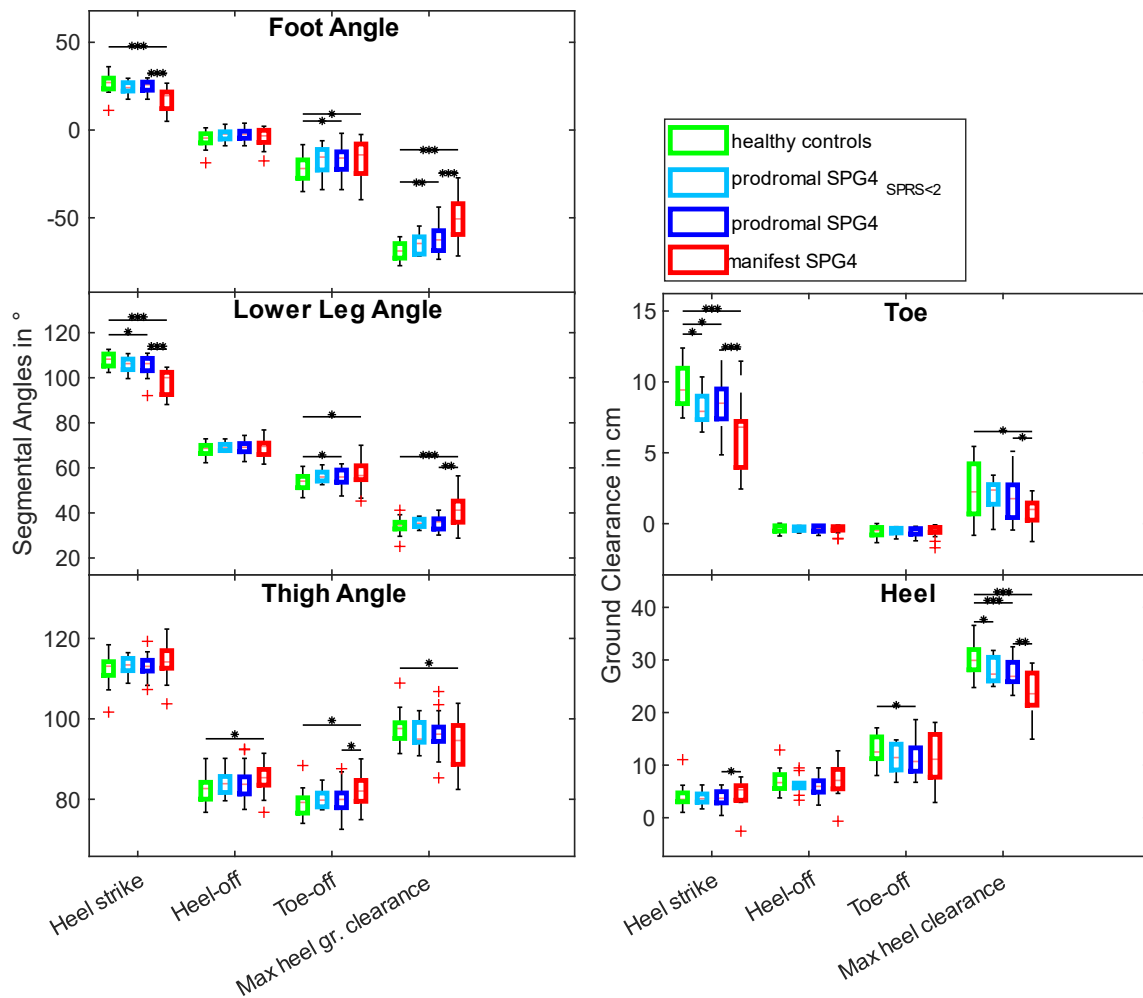 Foot Angle
50
***
***
0
*
*
***
***
**
-50
healthy controls
prodromal SPG4 SPRS<2
prodromal SPG4
manifest SPG4
Segmental Angles in °
Lower Leg Angle
120
***
*
***
100
80
*
*
60
***
**
40
20
Thigh Angle
120
*
*
*
*
100
80
Heel strike
Heel-off
Toe-off
Max heel gr. clearance
Ground Clearance in cm
Toe
15
***
*
*
***
10
*
*
5
0
Heel
40
***
***
*
**
30
20
*
10
*
0
Heel strike
Heel-off
Toe-off
Max heel clearance